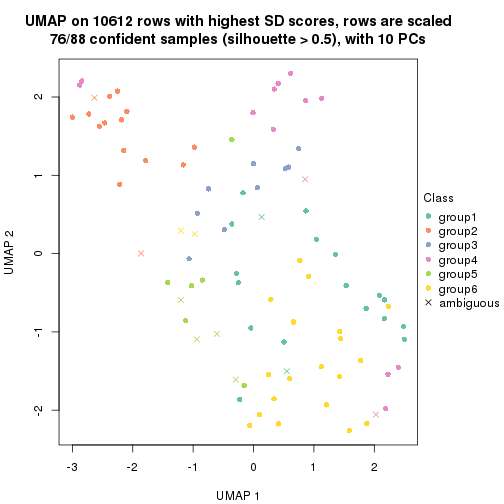 UMAP on 10612 rows with highest SD scores, rows are scaled
76/88 confident samples (silhouette > 0.5), with 10 PCs
2
1
0
-1
-2
UMAP 2
-3
-2
-1
0
1
2
UMAP 1
Class
group1
group2
group3
group4
group5
group6
ambiguous